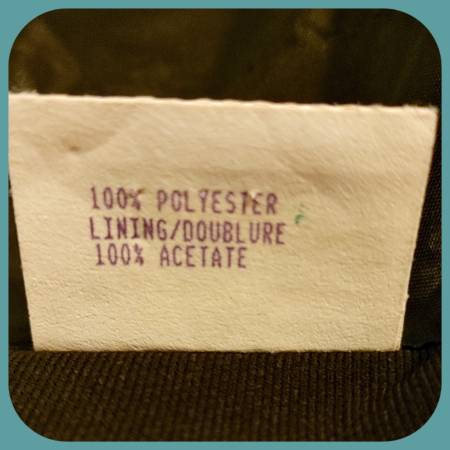 100% POLYESTER
LINING/DOUBLURE
100% ACETATE